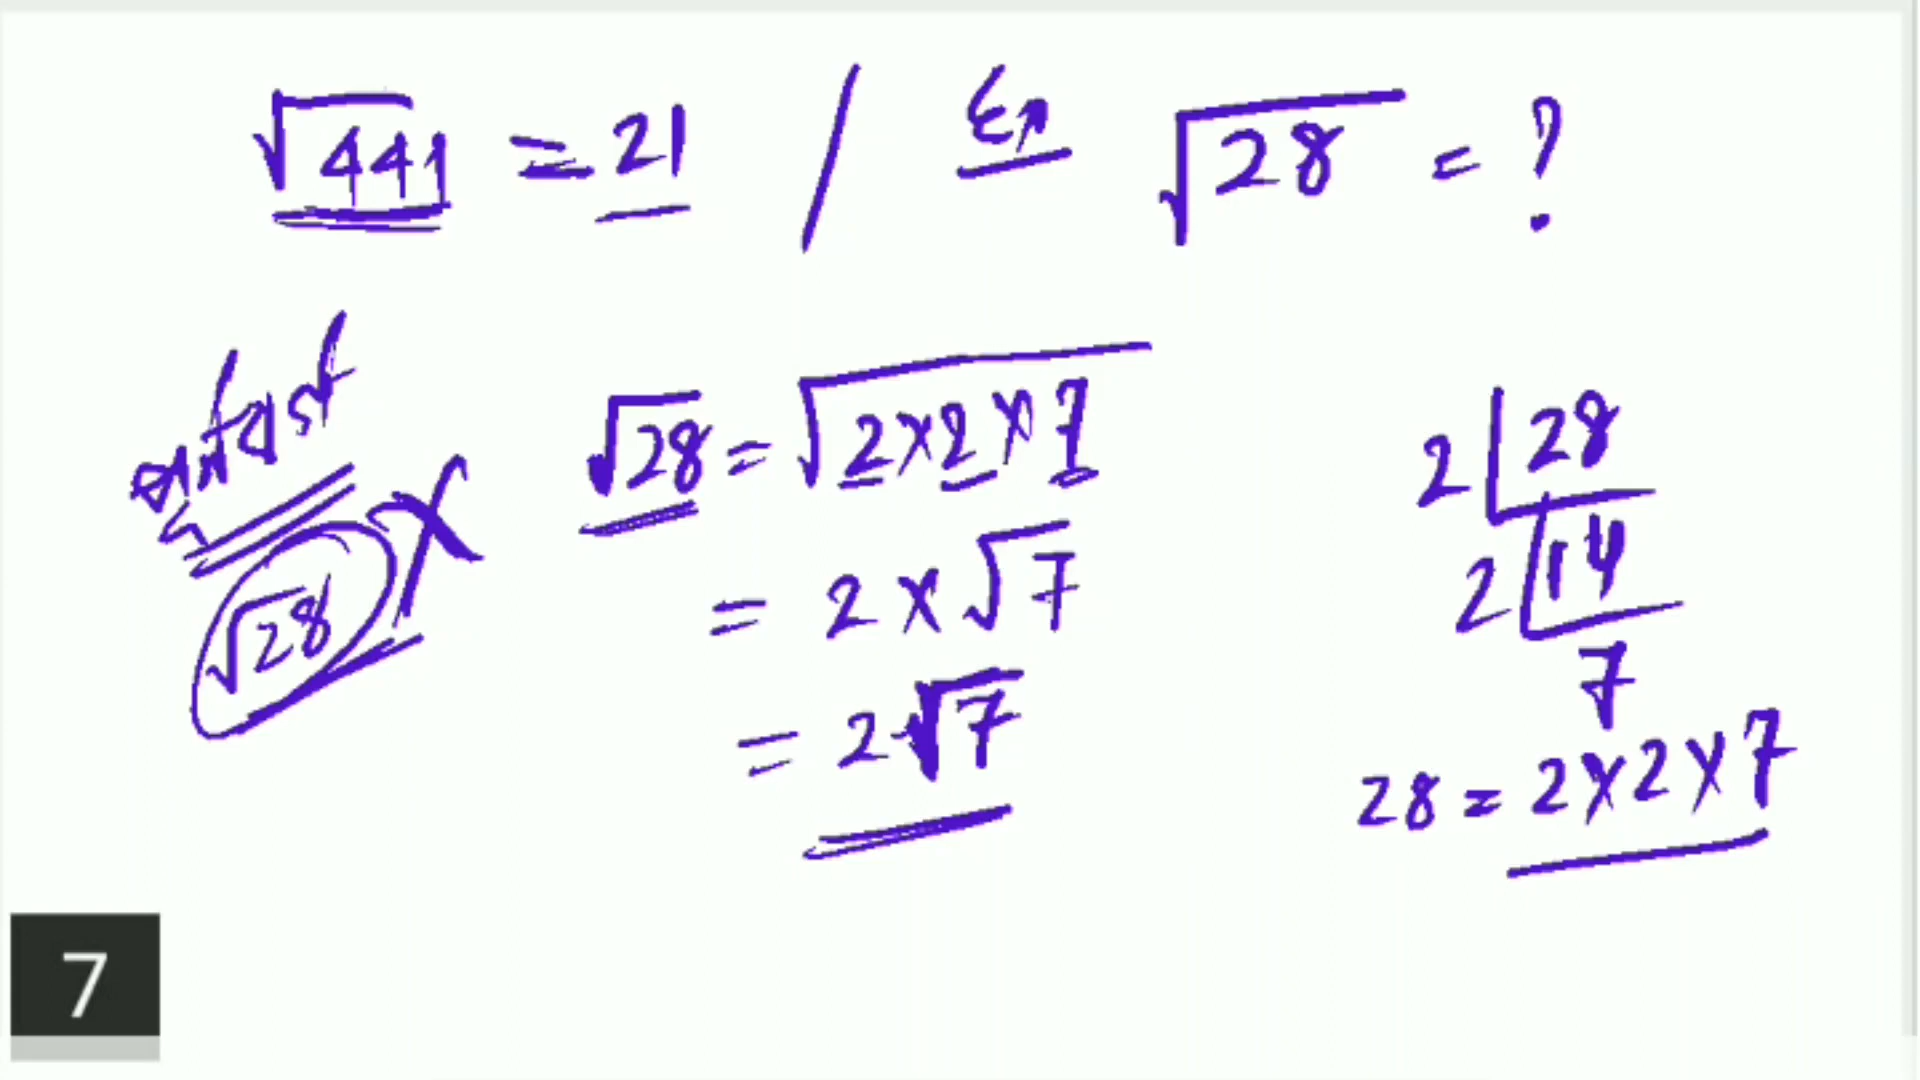 √441 = 21 / Ex √28 = ?
√28
√28 = √2×2×7
= 2 × √7
= 2√7
2 28
2 14
7
28 = 2×2×7
7